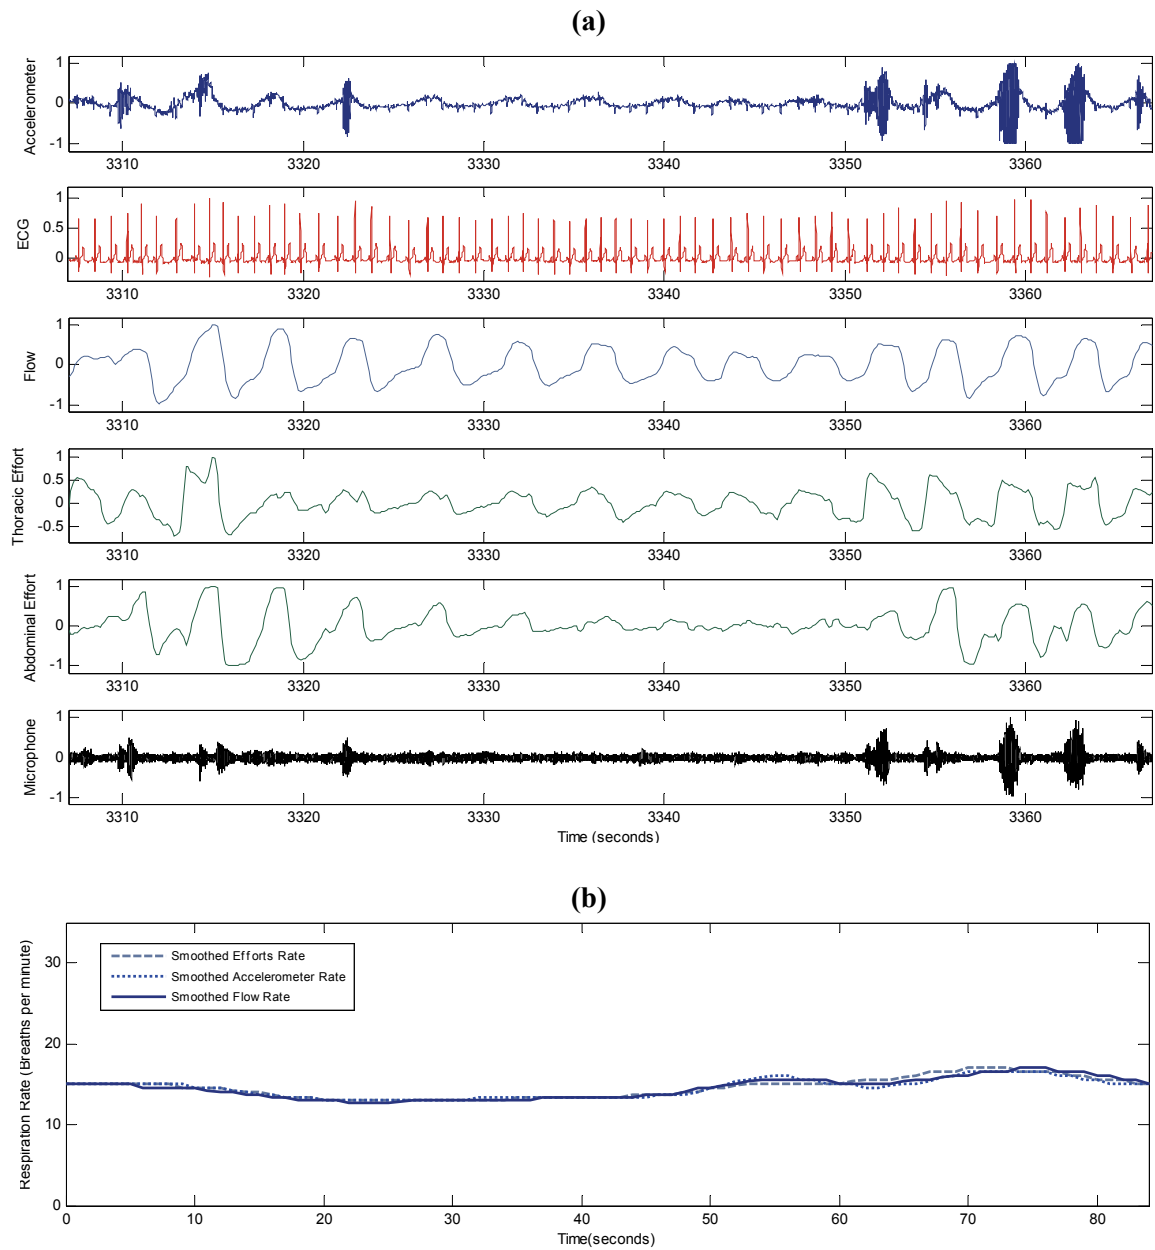 (a)
Accelerometer
1
0
-1
3310 3320 3330 3340 3350 3360
ECG
1
0.5
0
3310 3320 3330 3340 3350 3360
Flow
1
0
-1
3310 3320 3330 3340 3350 3360
Thoracic Effort
1
0.5
0
-0.5
3310 3320 3330 3340 3350 3360
Abdominal Effort
1
0
-1
3310 3320 3330 3340 3350 3360
Microphone
1
0
-1
3310 3320 3330 3340 3350 3360
Time (seconds)
(b)
Respiration Rate (Breaths per minute)
30
20
10
0
Smoothed Efforts Rate
Smoothed Accelerometer Rate
Smoothed Flow Rate
0 10 20 30 40 50 60 70 80
Time(seconds)